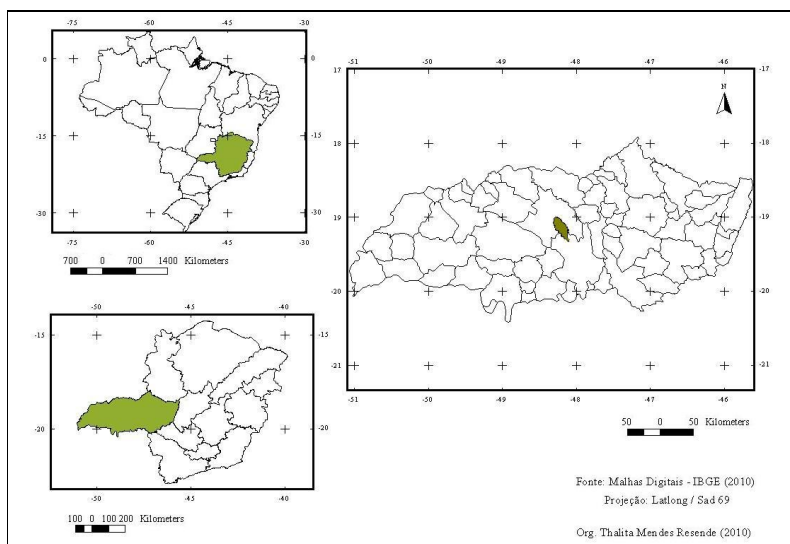 -75 -60 -45 -30
0 0
-15 -15
-30 -30
-75 -60 -45 -30
700 0 700 1400 Kilometers
-50 -45 -40
-15 -15
-20 -20
-50 -45 -40
100 0 100 200 Kilometers
-51 -50 -49 -48 -47 -46
17 -17
-18 -18
19 -19
-20 -20
-21 -21
-51 -50 -49 -48 -47 -46
N
50 0 50 Kilometers
Fonte: Malhas Digitais - IBGE (2010)
Projeção: Latlong / Sad 69
Org. Thalita Mendes Resende (2010)